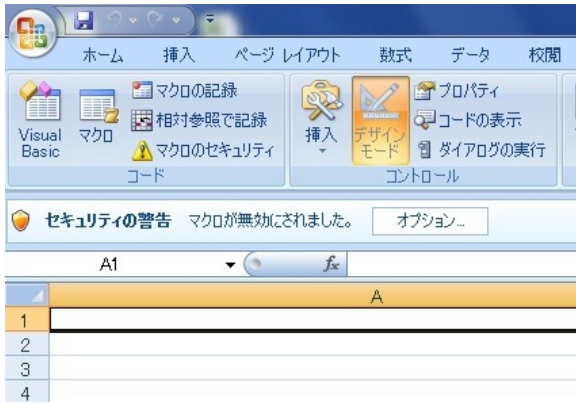 ホーム 挿入 ページ レイアウト 数式 データ 校閲
Visual Basic
マクロ
マクロの記録
相対参照で記録
マクロのセキュリティ
コード
挿入
デザイン モード
プロパティ
コードの表示
ダイアログの実行
コントロール
セキュリティの警告 マクロが無効にされました。 オプション...
A1 fx
A
1
2
3
4